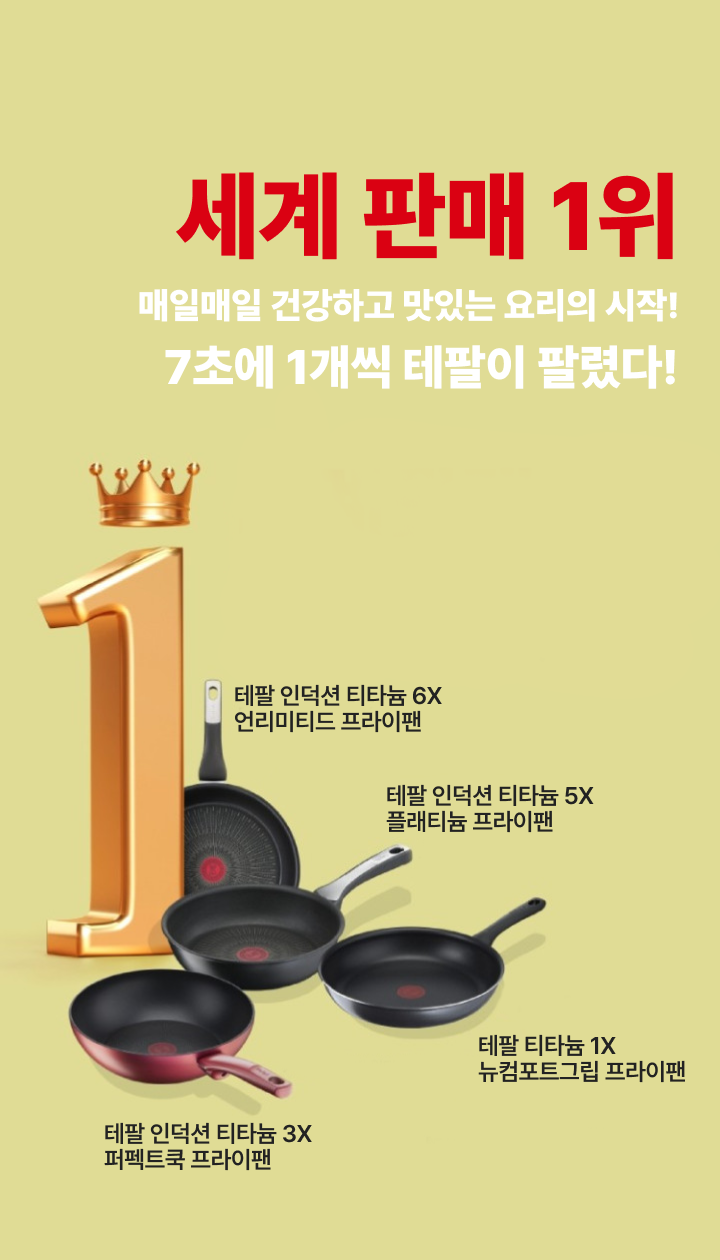 세계 판매 1위
매일매일 건강하고 맛있는 요리의 시작!
7초에 1개씩 테팔이 팔렸다!
테팔 인덕션 티타늄 6X
언리미티드 프라이팬
테팔 인덕션 티타늄 5X
플래티늄 프라이팬
테팔 티타늄 1X
뉴컴포트그립 프라이팬
테팔 인덕션 티타늄 3X
퍼펙트쿡 프라이팬